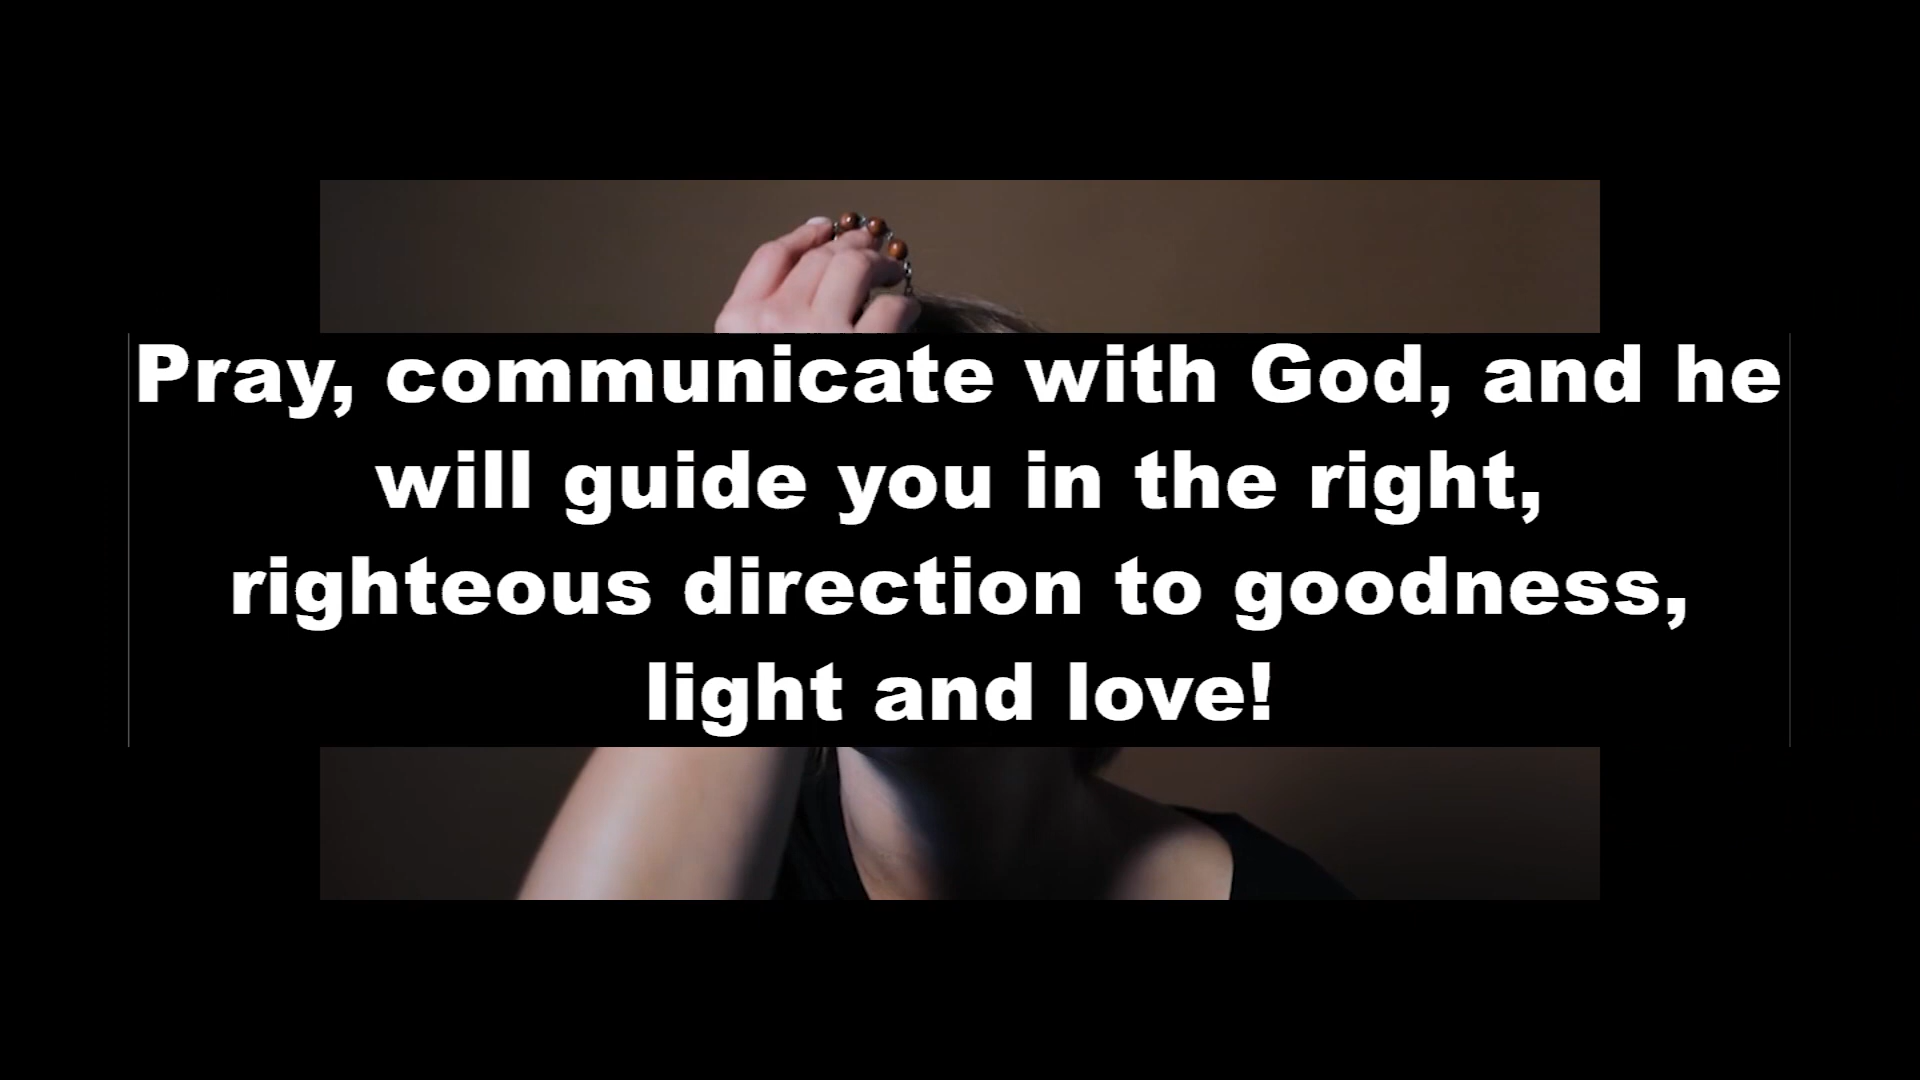 Pray, communicate with God, and he
will guide you in the right,
righteous direction to goodness,
light and love!